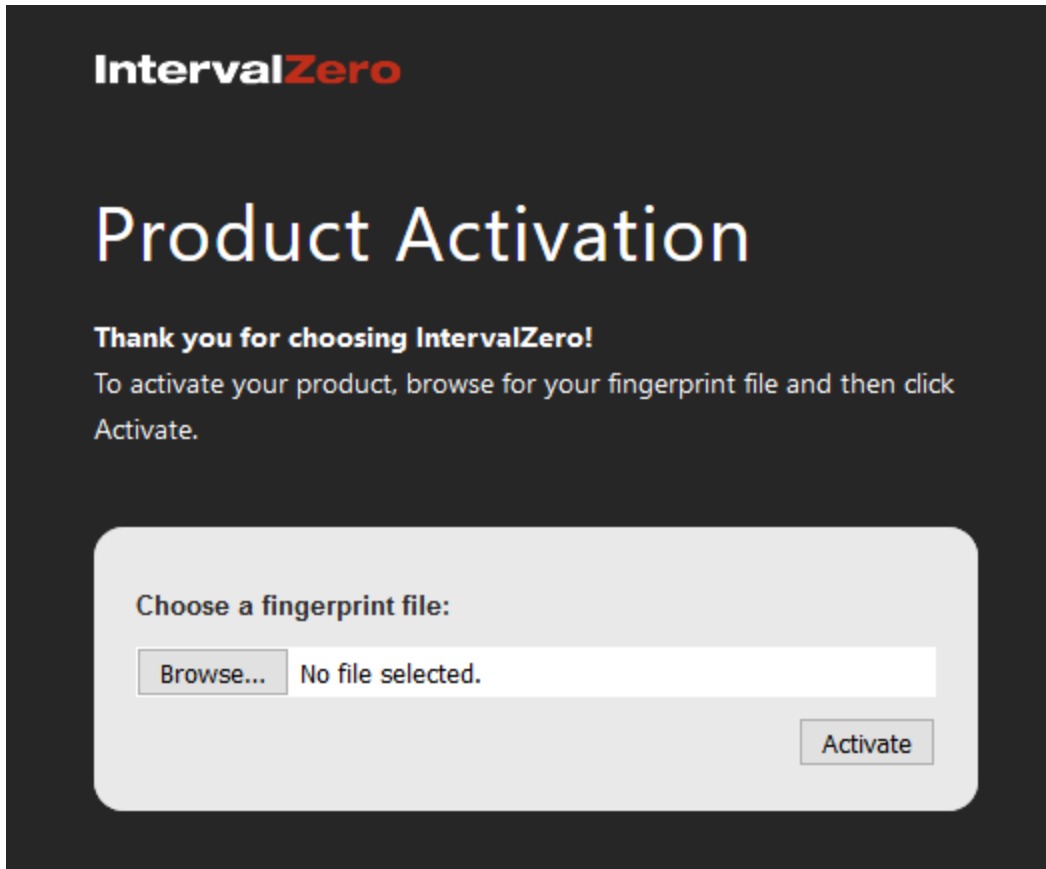 IntervalZero
Product Activation
Thank you for choosing IntervalZero!
To activate your product, browse for your fingerprint file and then click
Activate.
Choose a fingerprint file:
Browse... No file selected.
Activate